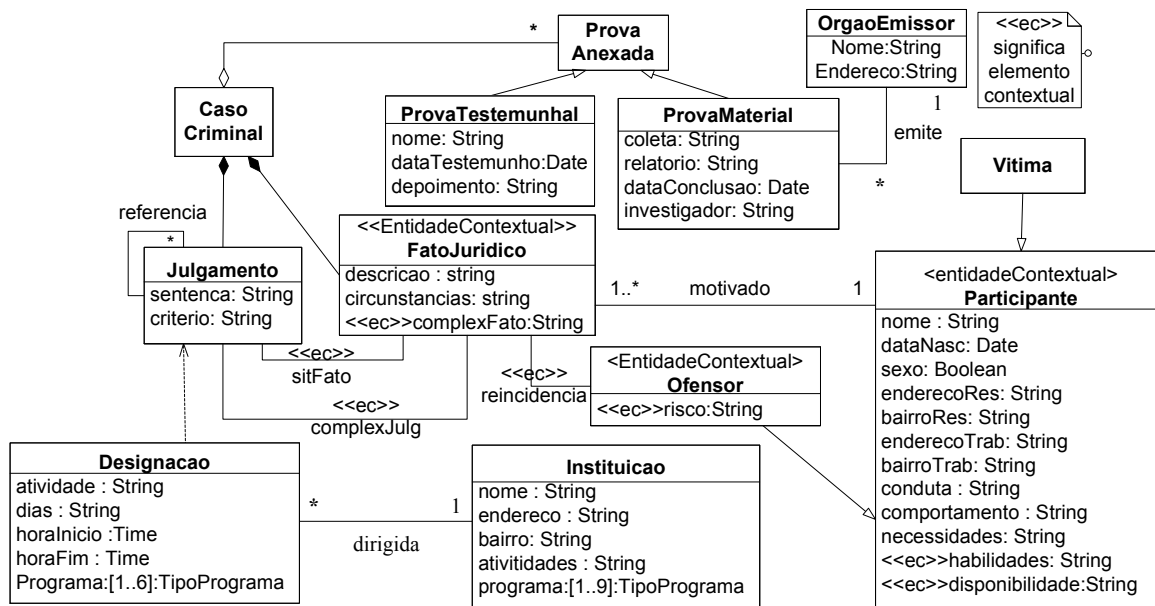 *
Prova
Anexada
OrgaoEmissor
Nome:String
Endereco:String
<<ec>>
significa
elemento
contextual
Caso
Criminal
ProvaTestemunhal
nome: String
dataTestemunho:Date
depoimento: String
ProvaMaterial
coleta: String
relatorio: String
dataConclusao: Date
investigador: String
1
emite
*
Vitima
referencia
*
Julgamento
sentenca: String
criterio: String
<<EntidadeContextual>>
FatoJuridico
descricao : string
circunstancias: string
<<ec>>complexFato:String
1..*
motivado
1
<entidadeContextual>
Participante
nome : String
dataNasc: Date
sexo: Boolean
enderecoRes: String
bairroRes: String
enderecoTrab: String
bairroTrab: String
conduta : String
comportamento : String
necessidades: String
<<ec>>habilidades: String
<<ec>>disponibilidade:String
<<ec>>
sitFato
<<ec>>
complexJulg
<<ec>>
reincidencia
<EntidadeContextual>
Ofensor
<<ec>>risco:String
Designacao
atividade : String
dias : String
horaInicio :Time
horaFim : Time
Programa:[1..6]:TipoPrograma
*
dirigida
1
Instituicao
nome : String
endereco : String
bairro: String
ativitidades : String
programa:[1..9]:TipoPrograma